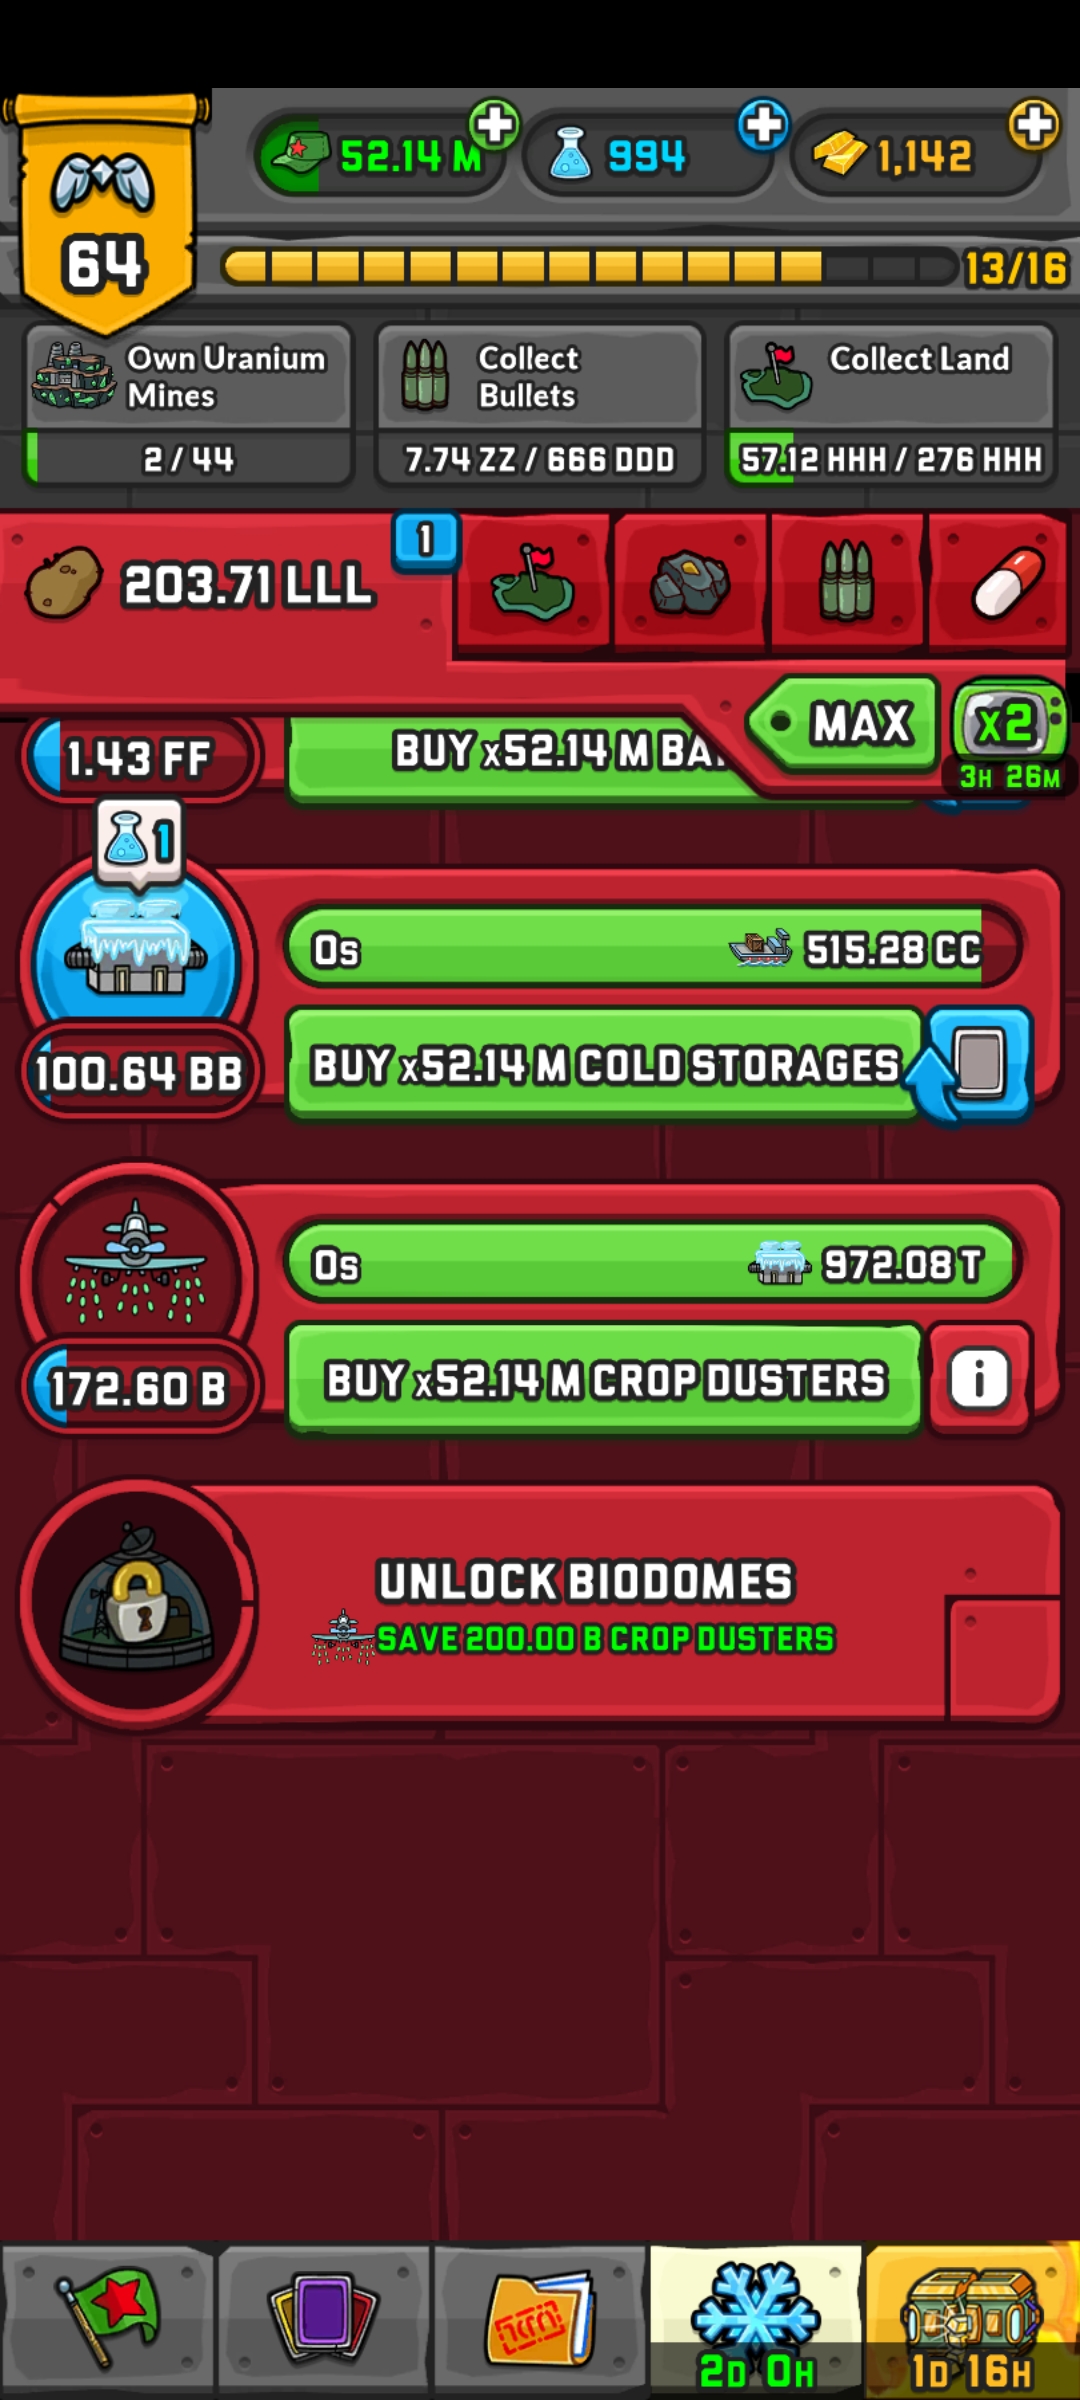 52.14 M
994
1,142
64
13/16
Own Uranium
Mines
2 / 44
Collect
Bullets
7.74 ZZ / 666 DDD
Collect Land
57.12 HHH / 276 HHH
203.71 LLL
1
MAX
x2
3H 26M
1.43 FF
BUY x52.14 M BA
1
0s
515.28 CC
100.64 BB
BUY x52.14 M COLD STORAGES
0s
972.08 T
172.60 B
BUY x52.14 M CROP DUSTERS
i
UNLOCK BIODOMES
SAVE 200.00 B CROP DUSTERS
2D 0H
1D 16H